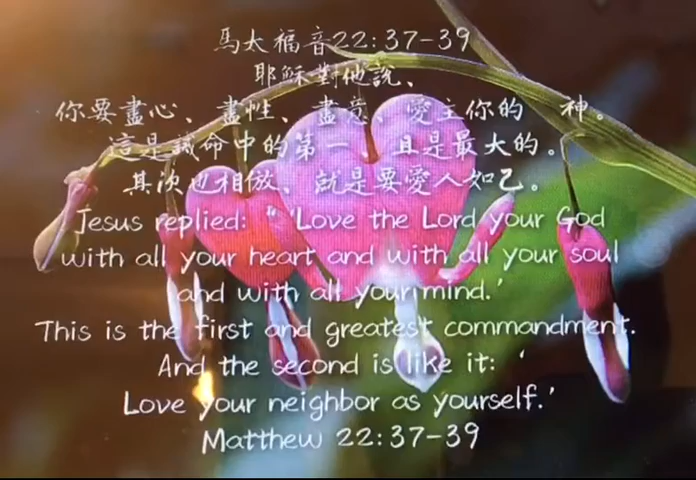 馬太福音22:37-39
耶穌對他說、
你要盡心、盡性、盡意、愛主你的 神。
這是誡命中的第一、且是最大的。
其次也相倣、就是要愛人如己。
Jesus replied: “ ‘Love the Lord your God
with all your heart and with all your soul
and with all your mind.’
This is the first and greatest commandment.
And the second is like it: ‘
Love your neighbor as yourself.’
Matthew 22:37-39